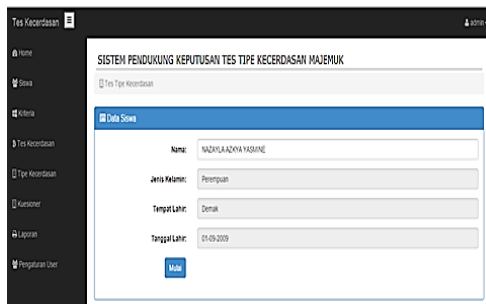 Tes Kecerdasan
admin
Home
Siswa
Kriteria
Tes Kecerdasan
Tipe Kecerdasan
Kuesioner
Laporan
Pengaturan User
SISTEM PENDUKUNG KEPUTUSAN TES TIPE KECERDASAN MAJEMUK
Tes Tipe Kecerdasan
Data Siswa
Nama: NAZAYLA AZKYA YASMINE
Jenis Kelamin: Perempuan
Tempat Lahir: Demak
Tanggal Lahir: 01-09-2009
Mulai